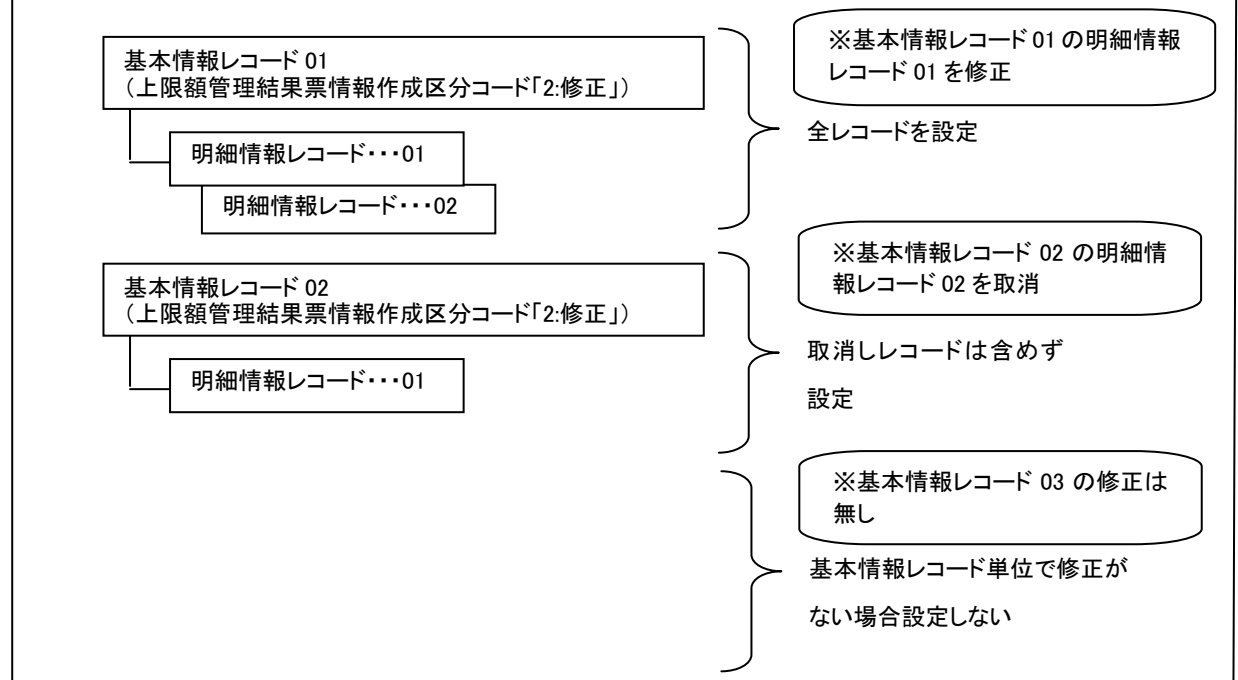 基本情報レコード 01
（上限額管理結果票情報作成区分コード「2:修正」）
明細情報レコード・・・01
明細情報レコード・・・02
※基本情報レコード 01 の明細情報
レコード 01 を修正
全レコードを設定
基本情報レコード 02
（上限額管理結果票情報作成区分コード「2:修正」）
明細情報レコード・・・01
※基本情報レコード 02 の明細情
報レコード 02 を取消
取消しレコードは含めず
設定
※基本情報レコード 03 の修正は
無し
基本情報レコード単位で修正が
ない場合設定しない